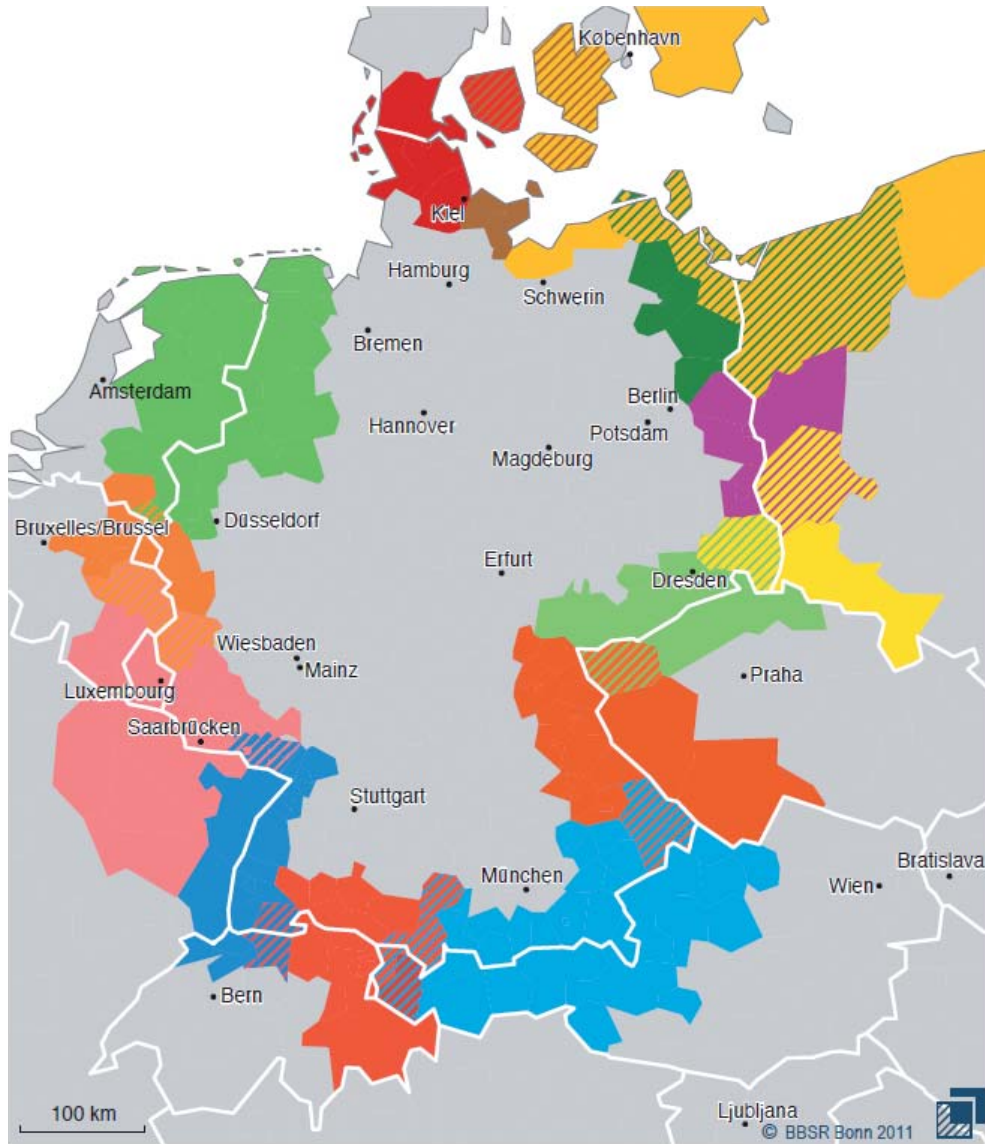 København
Kiel
Hamburg
Schwerin
Bremen
Amsterdam
Berlin
Hannover
Potsdam
Magdeburg
Bruxelles/Brussel
Düsseldorf
Erfurt
Dresden
Wiesbaden
Mainz
Praha
Luxembourg
Saarbrücken
Stuttgart
Bratislava
München
Wien
Bern
100 km
Ljubljana
© BBSR Bonn 2011